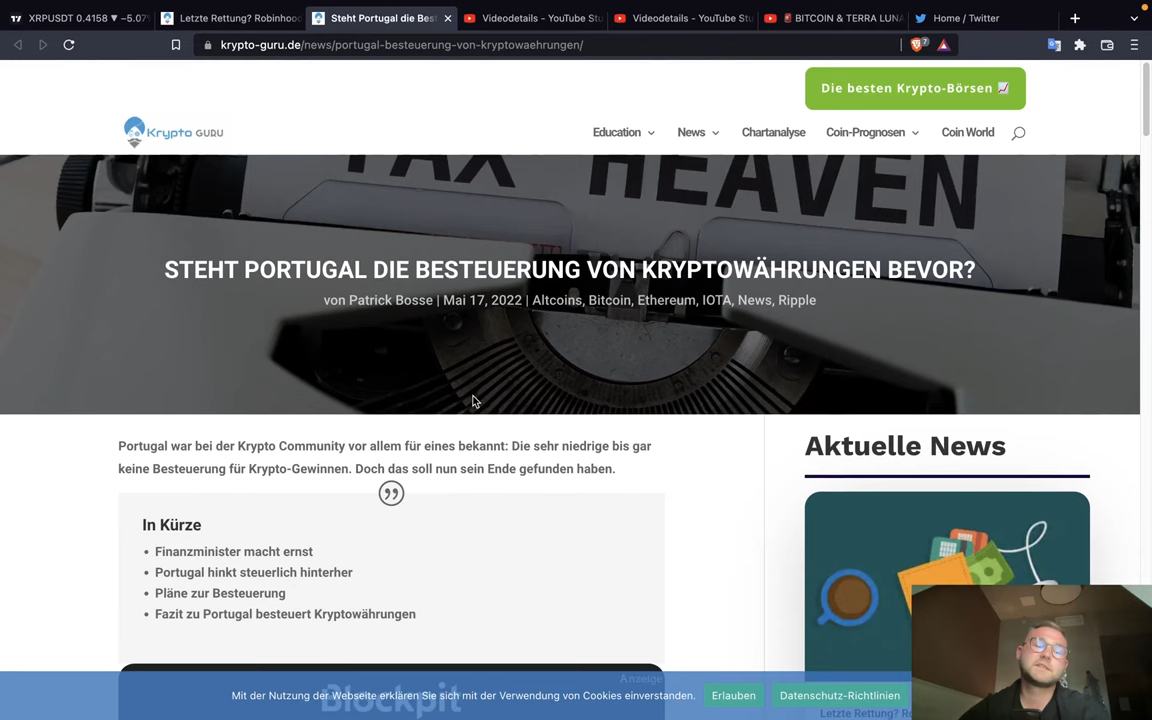 XRPUSDT 0.4158 ▼ −5.07
Letzte Rettung? Robinhood
Steht Portugal die Bes
Videodetails - YouTube Stu
Videodetails - YouTube Stu
🚨 BITCOIN & TERRA LUNA
Home / Twitter
krypto-guru.de/news/portugal-besteuerung-von-kryptowaehrungen/
7
Die besten Krypto-Börsen 📈
Krypto GURU
Education
News
Chartanalyse
Coin-Prognosen
Coin World
TAX HEAVEN
STEHT PORTUGAL DIE BESTEUERUNG VON KRYPTOWÄHRUNGEN BEVOR?
von Patrick Bosse | Mai 17, 2022 | Altcoins, Bitcoin, Ethereum, IOTA, News, Ripple
Portugal war bei der Krypto Community vor allem für eines bekannt: Die sehr niedrige bis gar
keine Besteuerung für Krypto-Gewinnen. Doch das soll nun sein Ende gefunden haben.
Aktuelle News
In Kürze
• Finanzminister macht ernst
• Portugal hinkt steuerlich hinterher
• Pläne zur Besteuerung
• Fazit zu Portugal besteuert Kryptowährungen
Anzeige
Blockpit
Mit der Nutzung der Webseite erklären Sie sich mit der Verwendung von Cookies einverstanden.
Erlauben
Datenschutz-Richtlinien
Letzte Rettung?